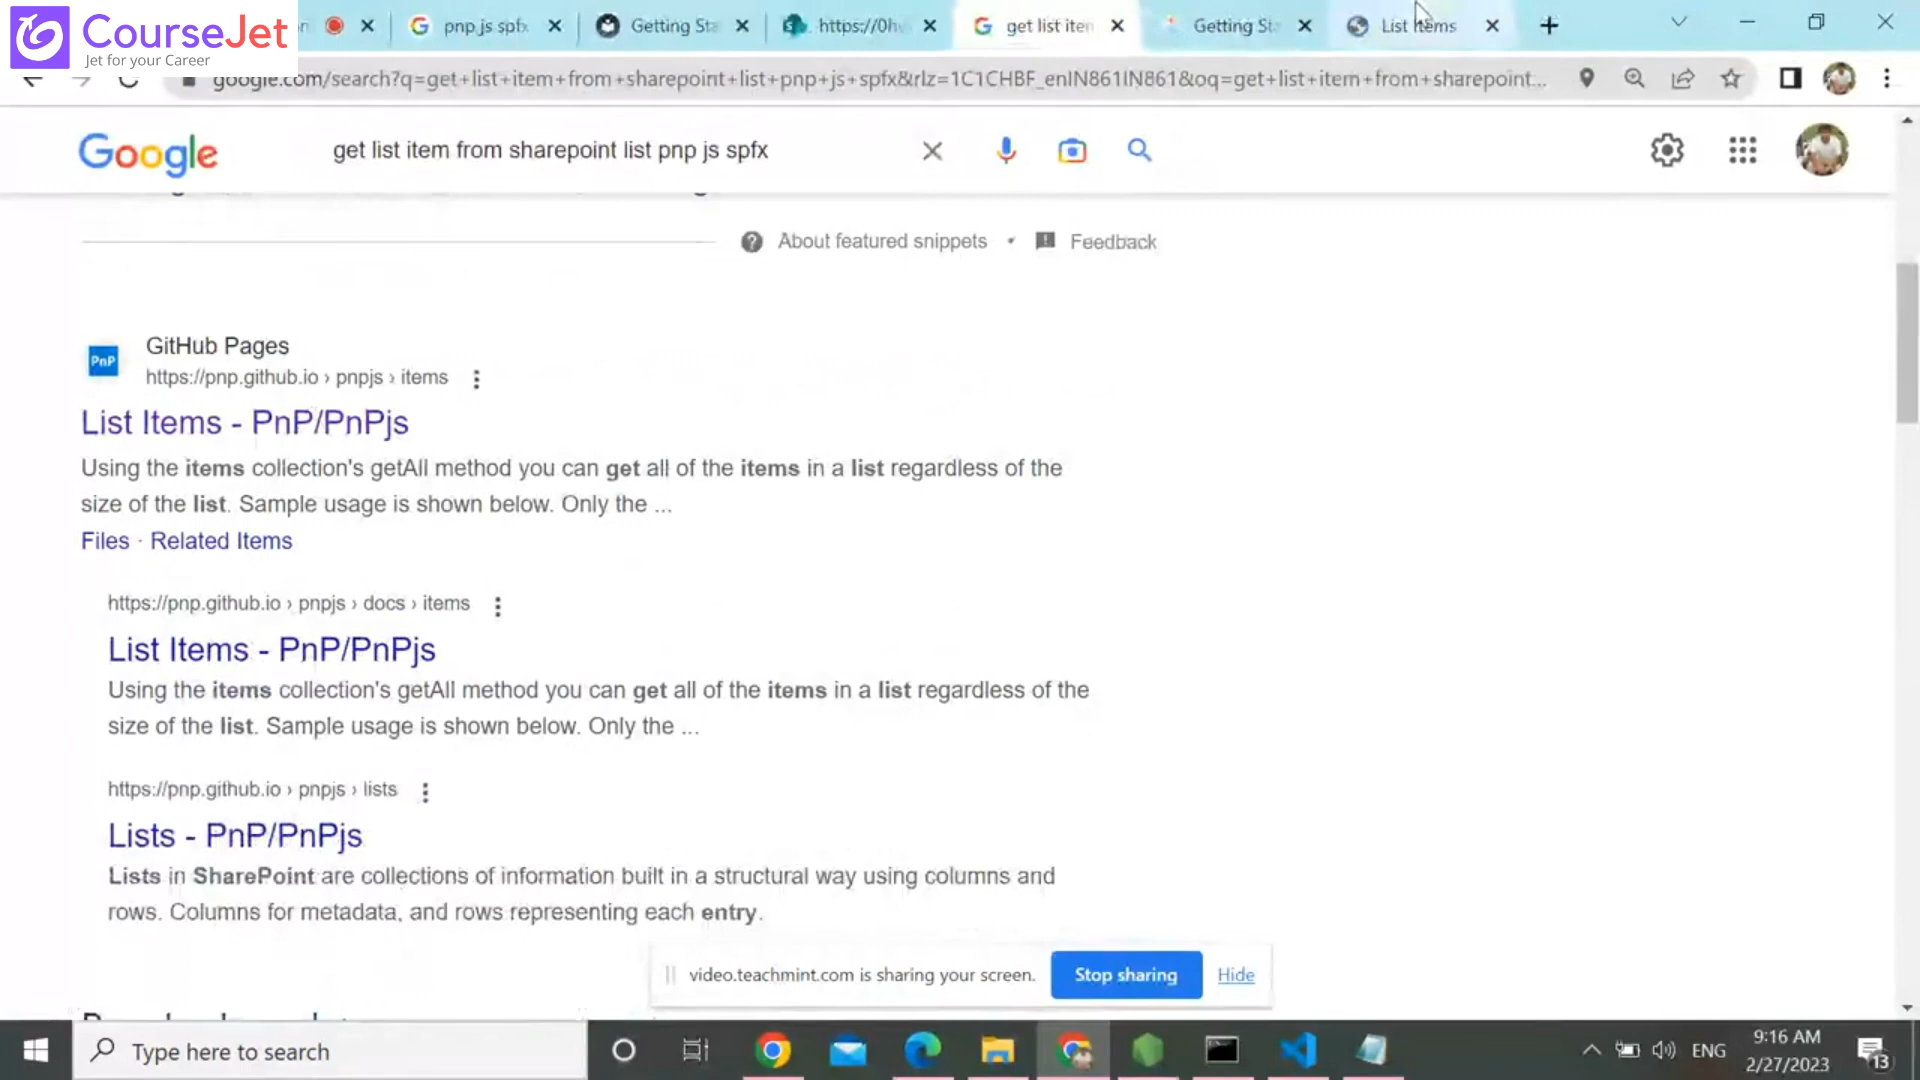 CourseJet
Jet for your Career
pnp js spfx
Getting Sta
https://0h
get list iten
Getting St
List Items
google.com/search?q=get+list+item+from+sharepoint+list+pnp+js+spfx&rlz=1C1CHBF_enIN861IN861&oq=get+list+item+from+sharepoint...
Google
get list item from sharepoint list pnp js spfx
About featured snippets
Feedback
PnP
GitHub Pages
https://pnp.github.io › pnpjs › items
List Items - PnP/PnPjs
Using the items collection's getAll method you can get all of the items in a list regardless of the
size of the list. Sample usage is shown below. Only the ...
Files · Related Items
https://pnp.github.io › pnpjs › docs › items
List Items - PnP/PnPjs
Using the items collection's getAll method you can get all of the items in a list regardless of the
size of the list. Sample usage is shown below. Only the ...
https://pnp.github.io › pnpjs › lists
Lists - PnP/PnPjs
Lists in SharePoint are collections of information built in a structural way using columns and
rows. Columns for metadata, and rows representing each entry.
video.teachmint.com is sharing your screen.
Stop sharing
Hide
Type here to search
ENG
9:16 AM
2/27/2023
13